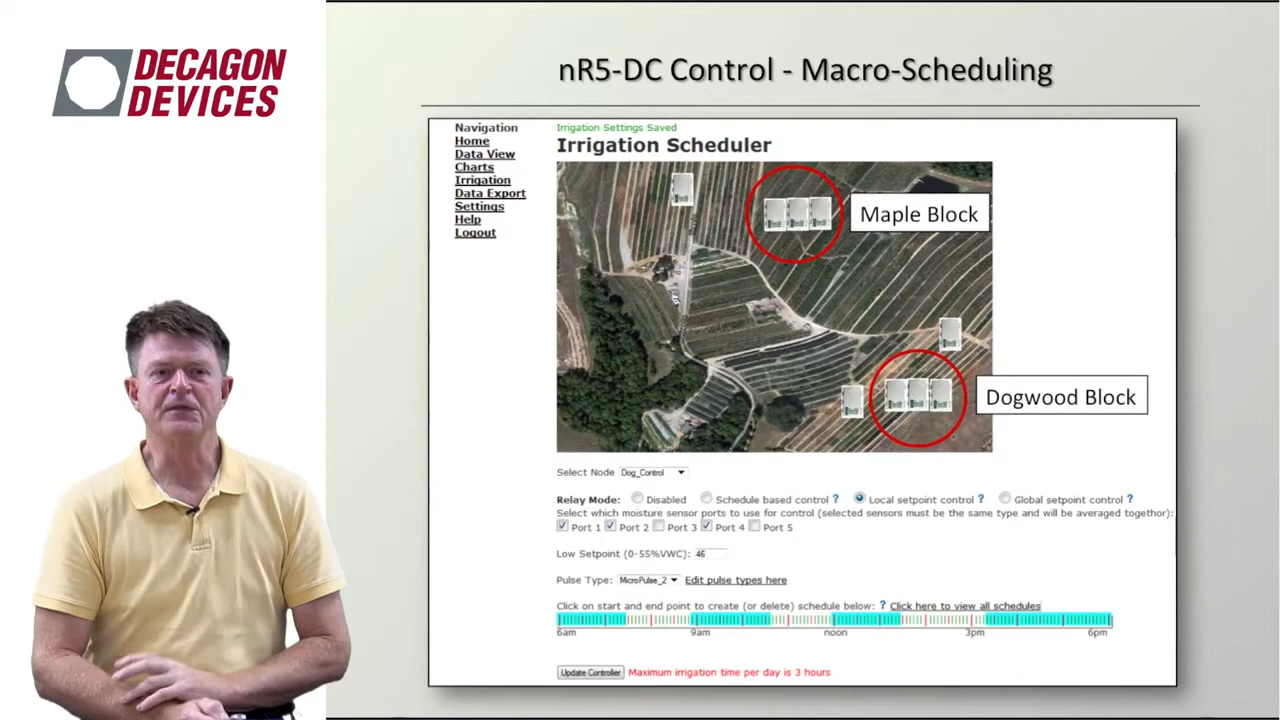 DECAGON
DEVICES
nR5-DC Control - Macro-Scheduling
Navigation
Home
Data View
Charts
Irrigation
Data Export
Settings
Help
Logout
Irrigation Settings Saved
Irrigation Scheduler
Maple Block
Dogwood Block
Select Node Dog_Control
Relay Mode: Disabled Schedule based control ? Local setpoint control ? Global setpoint control ?
Select which moisture sensor ports to use for control (selected sensors must be the same type and will be averaged togethor):
Port 1 Port 2 Port 3 Port 4 Port 5
Low Setpoint (0-55%VWC): 46
Pulse Type: MicroPulse_2 Edit pulse types here
Click on start and end point to create (or delete) schedule below: ? Click here to view all schedules
6am 9am noon 3pm 6pm
Update Controller Maximum irrigation time per day is 3 hours